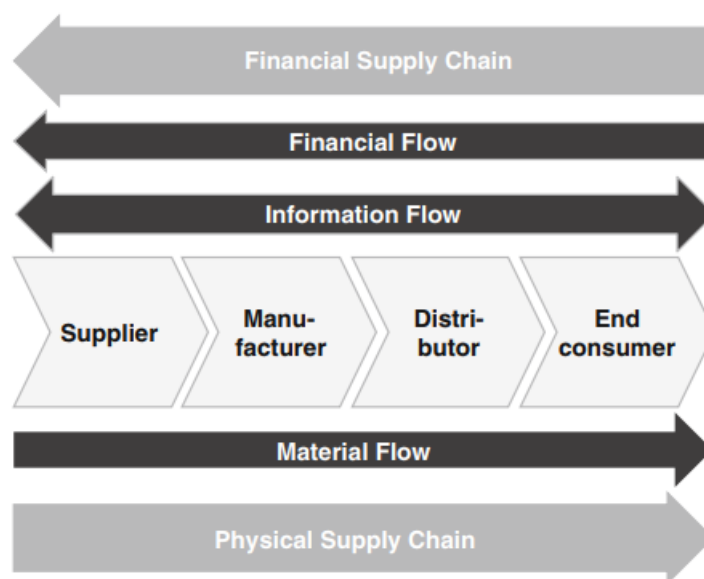 Financial Supply Chain
Financial Flow
Information Flow
Supplier
Manu-
facturer
Distri-
butor
End
consumer
Material Flow
Physical Supply Chain